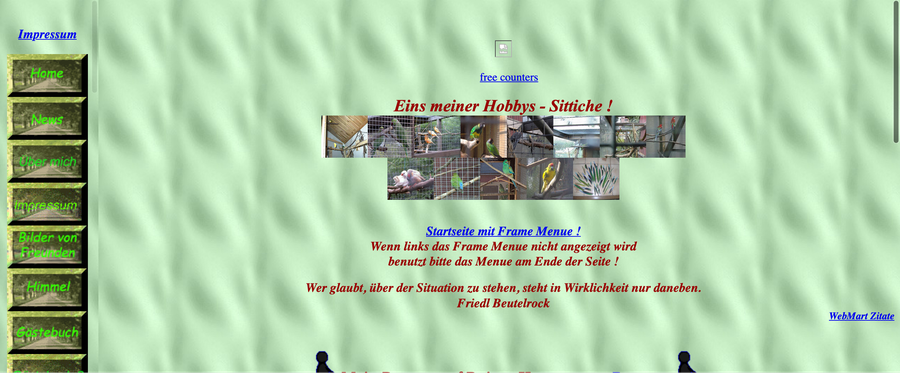 Impressum
Home
News
Über mich
Impressum
Bilder von
Freunden
Himmel
Gästebuch
free counters
Eins meiner Hobbys - Sittiche !
Startseite mit Frame Menue !
Wenn links das Frame Menue nicht angezeigt wird
benutzt bitte das Menue am Ende der Seite !
Wer glaubt, über der Situation zu stehen, steht in Wirklichkeit nur daneben.
Friedl Beutelrock
WebMart Zitate